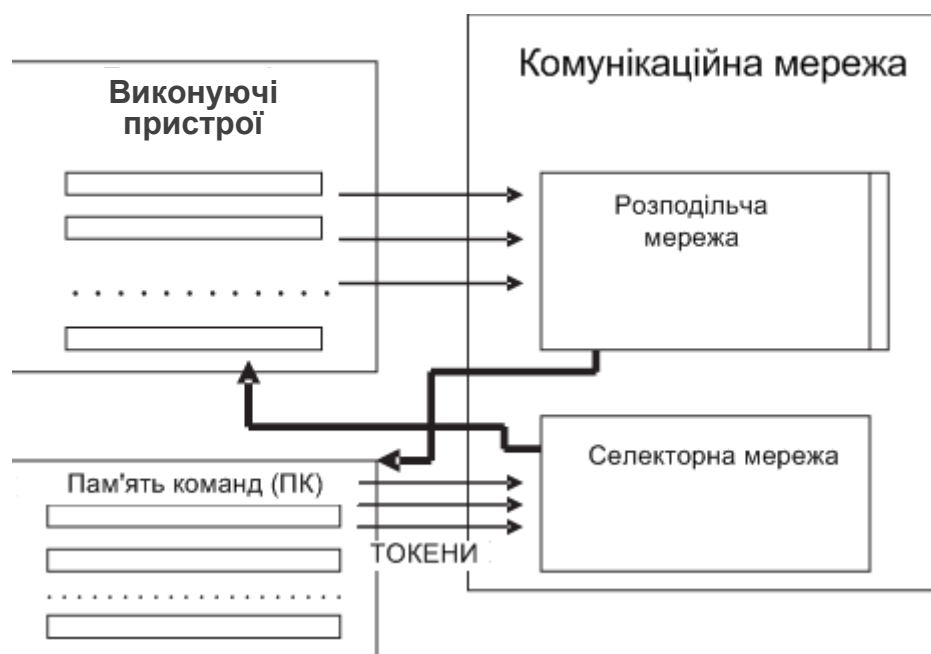 Комунікаційна мережа
Виконуючі
пристрої
Розподільча
мережа
Селекторна мережа
Пам'ять команд (ПК)
ТОКЕНИ